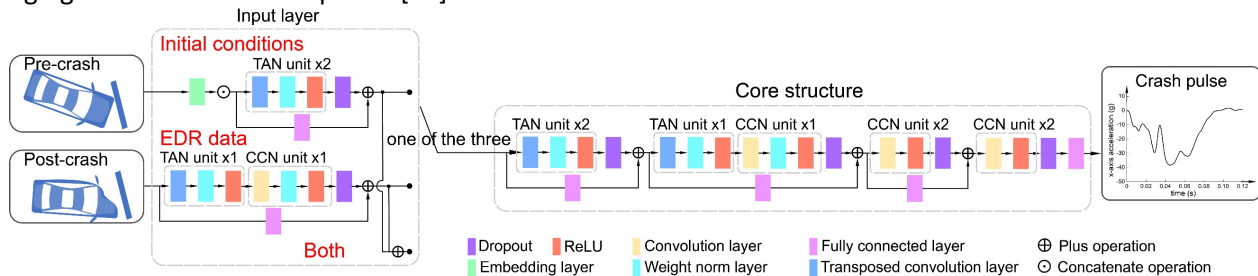 Input layer
Initial conditions
Pre-crash
TAN unit x2
EDR data
Post-crash
TAN unit x1 CCN unit x1
Both
one of the three
Core structure
TAN unit x2 TAN unit x1 CCN unit x1 CCN unit x2 CCN unit x2
Crash pulse
x-axis acceleration (g)
10
0
-10
-20
-30
-40
-50
0 0.02 0.04 0.06 0.08 0.10 0.12
time (s)
Dropout ReLU Convolution layer Fully connected layer Plus operation
Embedding layer Weight norm layer Transposed convolution layer Concatenate operation